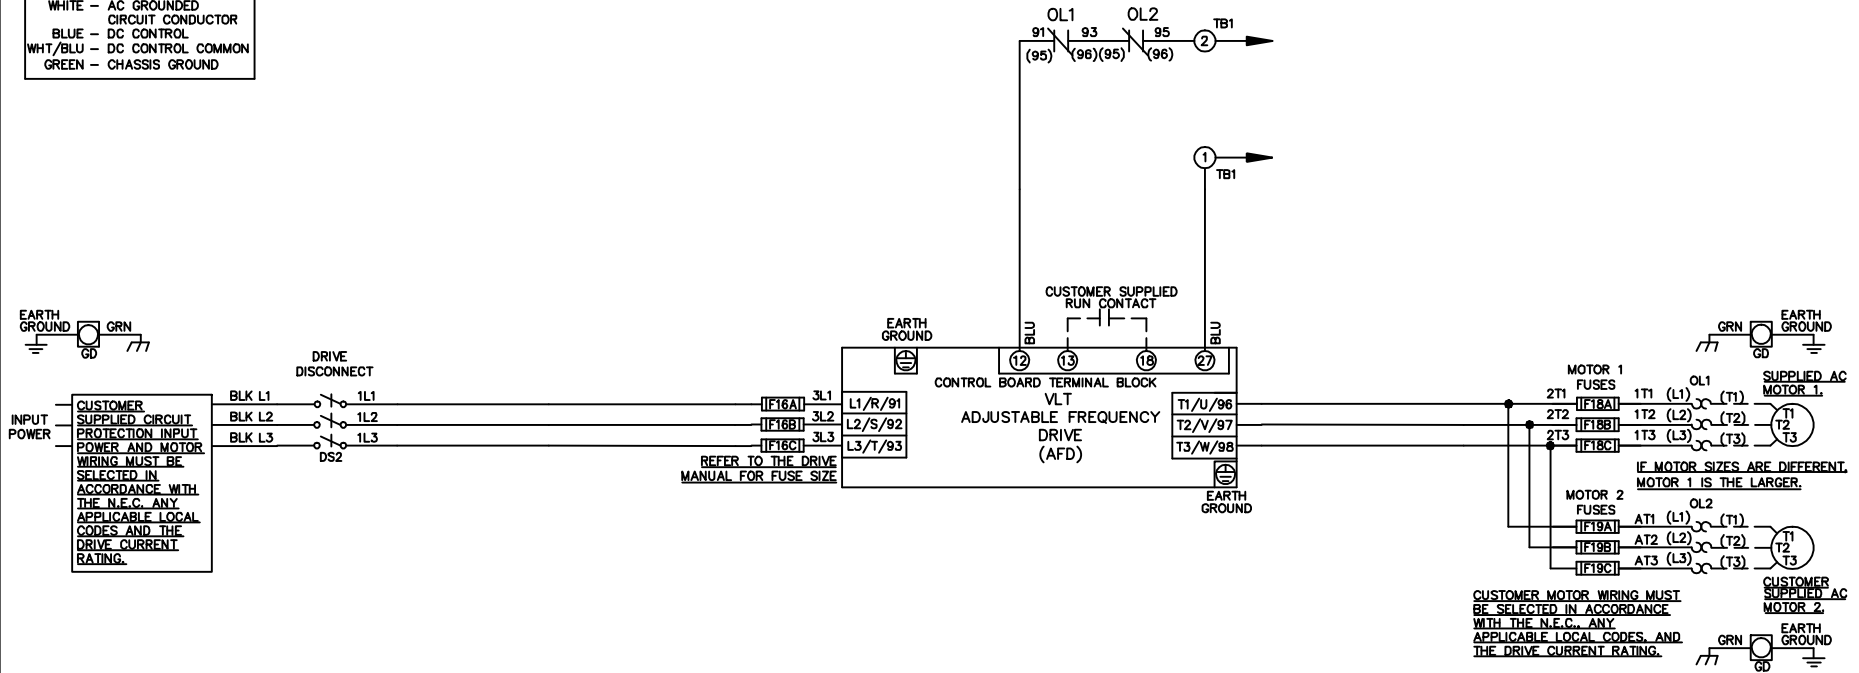 WHITE – AC GROUNDED
CIRCUIT CONDUCTOR
BLUE – DC CONTROL
WHT/BLU – DC CONTROL COMMON
GREEN – CHASSIS GROUND
OL1
OL2
TB1
91
93
95
2
(95)
(96)(95)
(96)
1
TB1
CUSTOMER SUPPLIED
RUN CONTACT
EARTH
GROUND
GRN
GD
EARTH
GROUND
BLU
BLU
12
13
18
27
CONTROL BOARD TERMINAL BLOCK
VLT
ADJUSTABLE FREQUENCY
DRIVE
(AFD)
DRIVE
DISCONNECT
INPUT
POWER
CUSTOMER
SUPPLIED CIRCUIT
PROTECTION INPUT
POWER AND MOTOR
WIRING MUST BE
SELECTED IN
ACCORDANCE WITH
THE N.E.C. ANY
APPLICABLE LOCAL
CODES AND THE
DRIVE CURRENT
RATING.
BLK L1
1L1
F16A
3L1
L1/R/91
BLK L2
1L2
F16B
3L2
L2/S/92
BLK L3
1L3
F16C
3L3
L3/T/93
DS2
REFER TO THE DRIVE
MANUAL FOR FUSE SIZE
T1/U/96
T2/V/97
T3/W/98
EARTH
GROUND
GRN
EARTH
GROUND
GD
MOTOR 1
FUSES
OL1
SUPPLIED AC
MOTOR 1.
2T1
F18A
1T1
(L1)
(T1)
2T2
F18B
1T2
(L2)
(T2)
2T3
F18C
1T3
(L3)
(T3)
T1
T2
T3
IF MOTOR SIZES ARE DIFFERENT,
MOTOR 1 IS THE LARGER.
MOTOR 2
FUSES
OL2
F19A
AT1
(L1)
(T1)
F19B
AT2
(L2)
(T2)
F19C
AT3
(L3)
(T3)
T1
T2
T3
CUSTOMER
SUPPLIED AC
MOTOR 2.
CUSTOMER MOTOR WIRING MUST
BE SELECTED IN ACCORDANCE
WITH THE N.E.C., ANY
APPLICABLE LOCAL CODES, AND
THE DRIVE CURRENT RATING.
GRN
EARTH
GROUND
GD